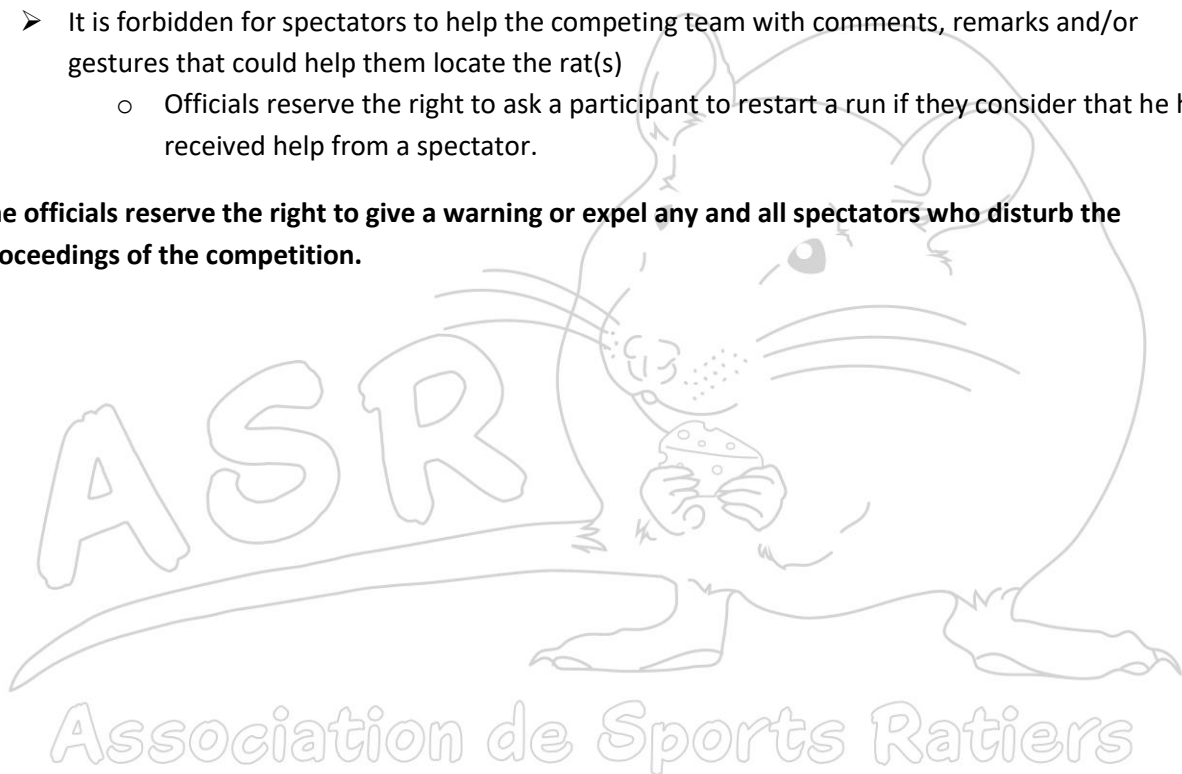 ➢ It is forbidden for spectators to help the competing team with comments, remarks and/or
gestures that could help them locate the rat(s)
o Officials reserve the right to ask a participant to restart a run if they consider that he
received help from a spectator.
officials reserve the right to give a warning or expel any and all spectators who disturb the
of the competition.
ASR
Association de Sports Ratiers